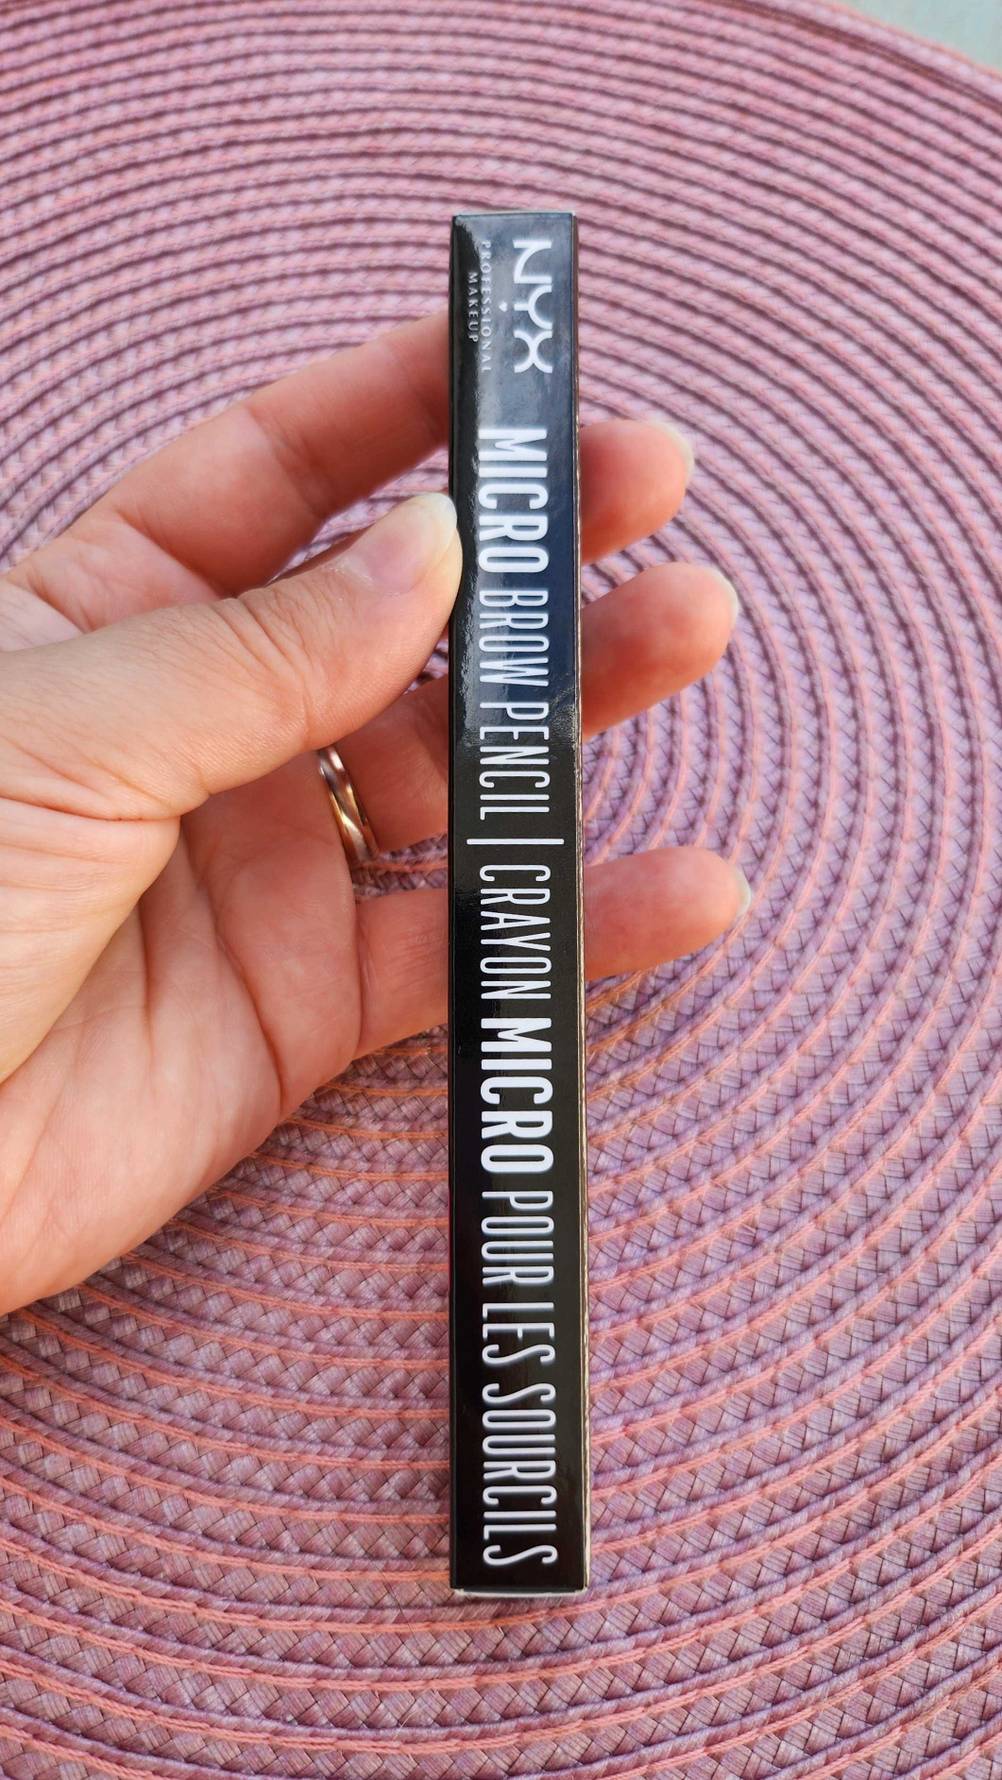 NYX
PROFESSIONAL
MAKEUP
MICRO BROW PENCIL | CRAYON MICRO POUR LES SOURCILS